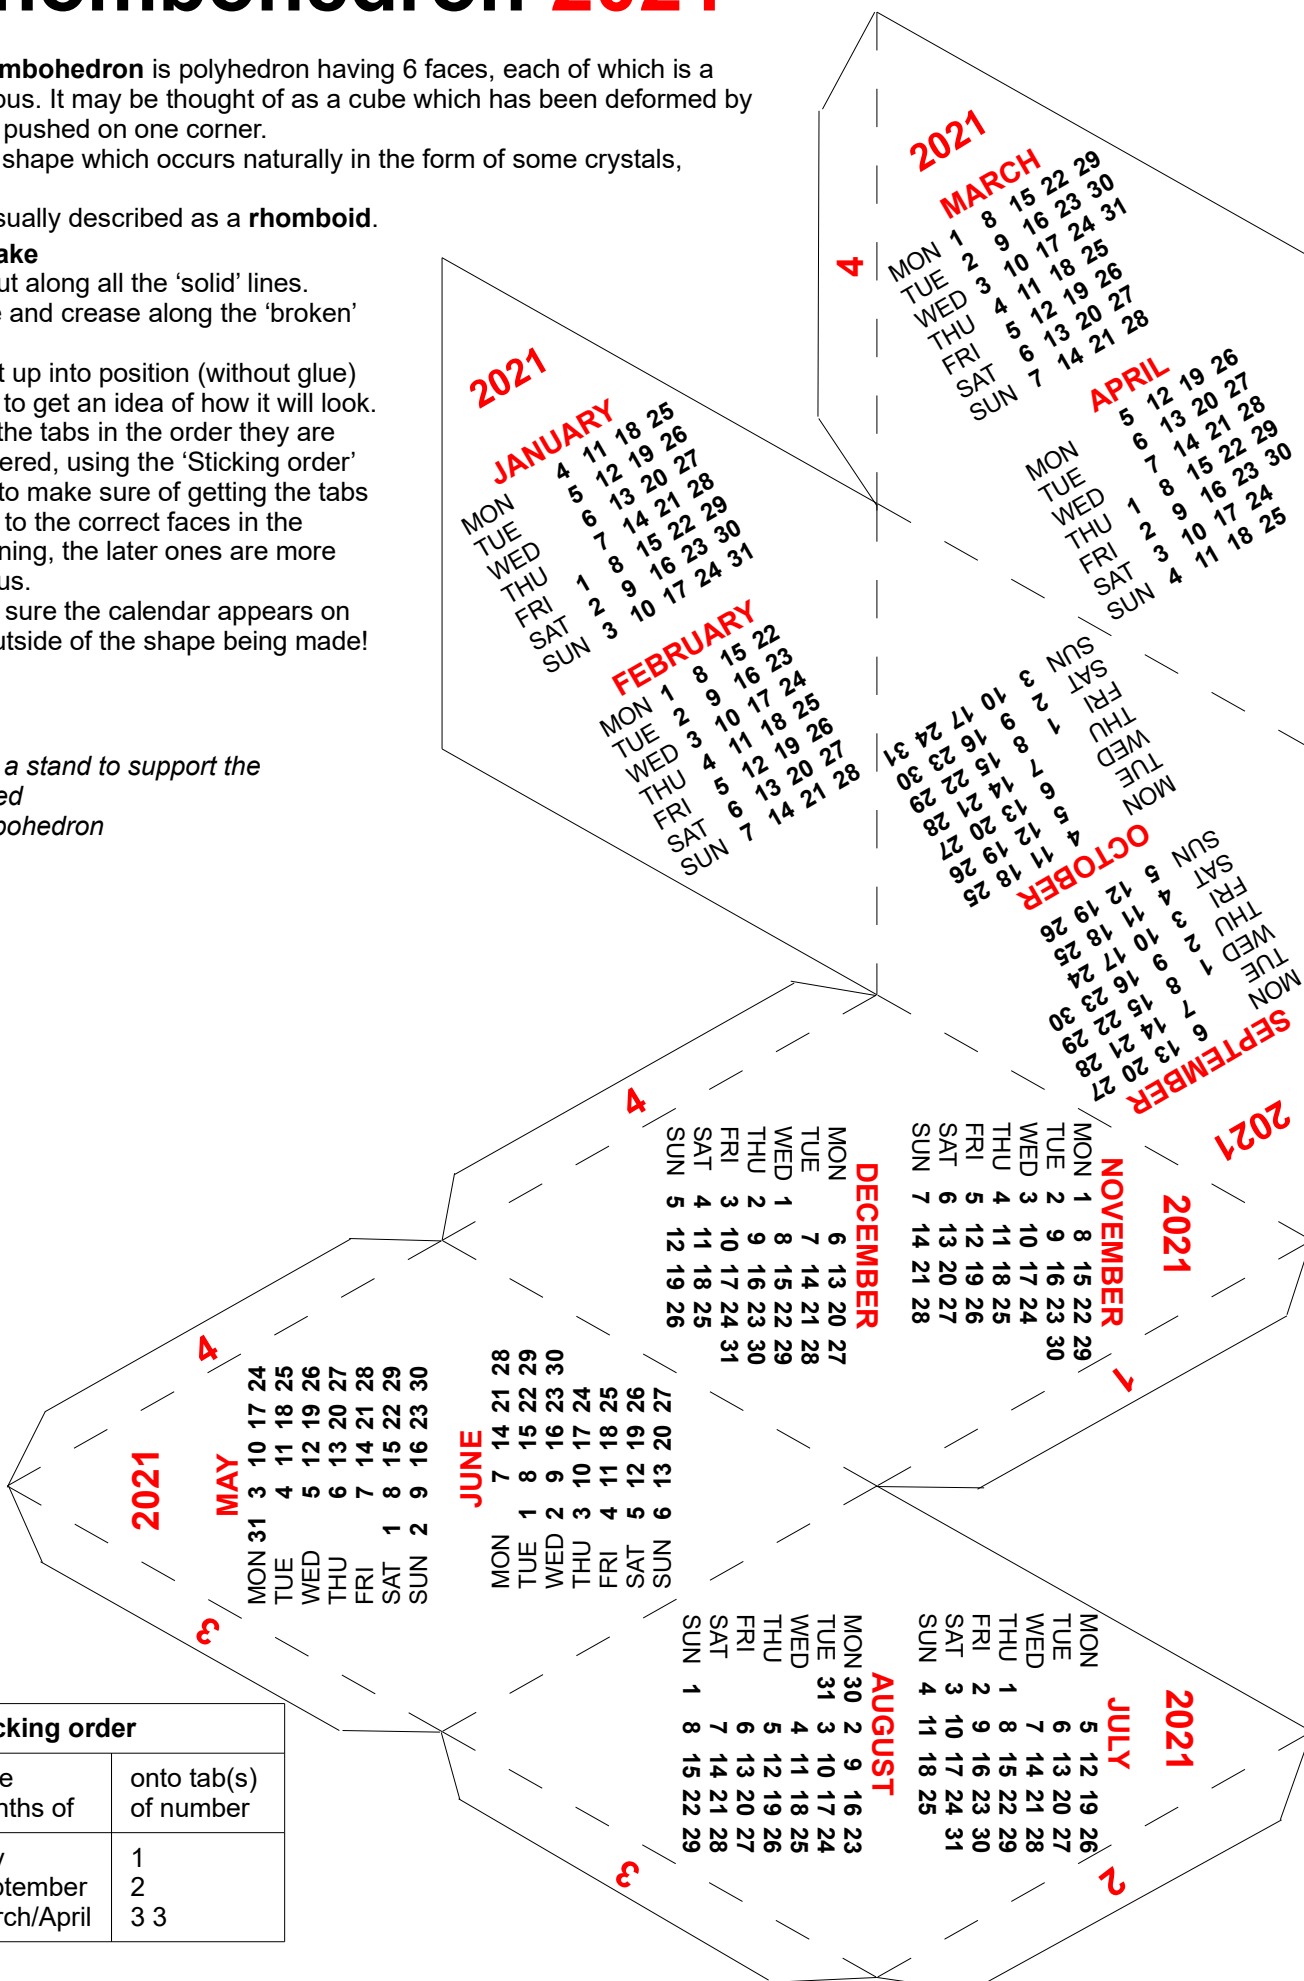 hombohedron 2021
mbohedron is polyhedron having 6 faces, each of which is a
bus. It may be thought of as a cube which has been deformed by
pushed on one corner.
shape which occurs naturally in the form of some crystals,
sually described as a rhomboid.
ake
ut along all the ‘solid’ lines.
e and crease along the ‘broken’
t up into position (without glue)
to get an idea of how it will look.
the tabs in the order they are
ered, using the ‘Sticking order’
to make sure of getting the tabs
to the correct faces in the
ning, the later ones are more
us.
sure the calendar appears on
utside of the shape being made!
a stand to support the
ed
bohedron
2021
JANUARY
MON 4 11 18 25
TUE 5 12 19 26
WED 6 13 20 27
THU 7 14 21 28
FRI 1 8 15 22 29
SAT 2 9 16 23 30
SUN 3 10 17 24 31
FEBRUARY
MON 1 8 15 22
TUE 2 9 16 23
WED 3 10 17 24
THU 4 11 18 25
FRI 5 12 19 26
SAT 6 13 20 27
SUN 7 14 21 28
4
2021
MARCH
MON 1 8 15 22 29
TUE 2 9 16 23 30
WED 3 10 17 24 31
THU 4 11 18 25
FRI 5 12 19 26
SAT 6 13 20 27
SUN 7 14 21 28
APRIL
MON 5 12 19 26
TUE 6 13 20 27
WED 7 14 21 28
THU 1 8 15 22 29
FRI 2 9 16 23 30
SAT 3 10 17 24
SUN 4 11 18 25
2021
SEPTEMBER
MON 6 13 20 27
TUE 7 14 21 28
WED 1 8 15 22 29
THU 2 9 16 23 30
FRI 3 10 17 24
SAT 4 11 18 25
SUN 5 12 19 26
OCTOBER
MON 4 11 18 25
TUE 5 12 19 26
WED 6 13 20 27
THU 7 14 21 28
FRI 1 8 15 22 29
SAT 2 9 16 23 30
SUN 3 10 17 24 31
2021
NOVEMBER
MON 1 8 15 22 29
TUE 2 9 16 23 30
WED 3 10 17 24
THU 4 11 18 25
FRI 5 12 19 26
SAT 6 13 20 27
SUN 7 14 21 28
DECEMBER
MON 6 13 20 27
TUE 7 14 21 28
WED 1 8 15 22 29
THU 2 9 16 23 30
FRI 3 10 17 24 31
SAT 4 11 18 25
SUN 5 12 19 26
4
1
4
2021
MAY
MON 31 3 10 17 24
TUE 4 11 18 25
WED 5 12 19 26
THU 6 13 20 27
FRI 7 14 21 28
SAT 1 8 15 22 29
SUN 2 9 16 23 30
JUNE
MON 7 14 21 28
TUE 1 8 15 22 29
WED 2 9 16 23 30
THU 3 10 17 24
FRI 4 11 18 25
SAT 5 12 19 26
SUN 6 13 20 27
3
2021
JULY
MON 5 12 19 26
TUE 6 13 20 27
WED 7 14 21 28
THU 1 8 15 22 29
FRI 2 9 16 23 30
SAT 3 10 17 24 31
SUN 4 11 18 25
AUGUST
MON 30 2 9 16 23
TUE 31 3 10 17 24
WED 4 11 18 25
THU 5 12 19 26
FRI 6 13 20 27
SAT 7 14 21 28
SUN 1 8 15 22 29
3
2
cking order
e onto tab(s)
nths of of number
y 1
ptember 2
rch/April 3 3